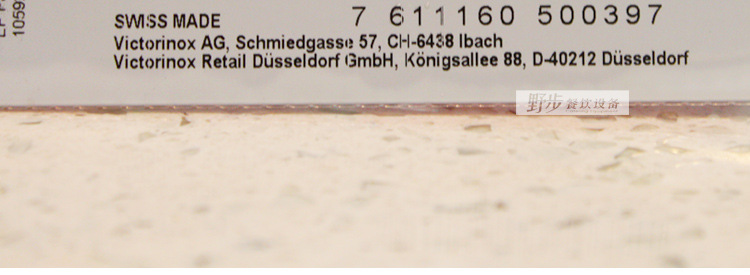 SWISS MADE
7 611160 500397
Victorinox AG, Schmiedgasse 57, CH-6438 Ibach
Victorinox Retail Düsseldorf GmbH, Königsallee 88, D-40212 Düsseldorf
野步 餐饮设备
1059